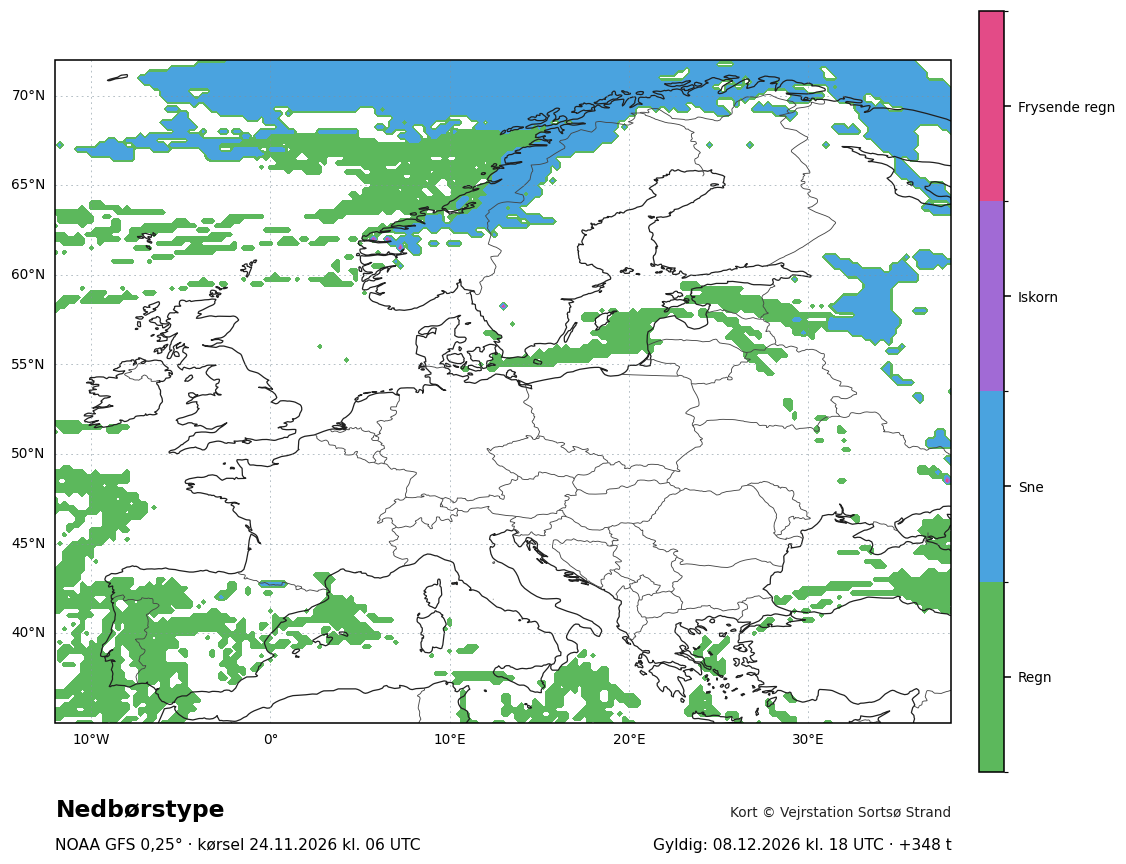 70°N
65°N
60°N
55°N
50°N
45°N
40°N
10°W
0°
10°E
20°E
30°E
Frysende regn
Iskorn
Sne
Regn
Nedbørstype
Kort © Vejrstation Sortsø Strand
NOAA GFS 0,25° · kørsel 24.11.2026 kl. 06 UTC
Gyldig: 08.12.2026 kl. 18 UTC · +348 t